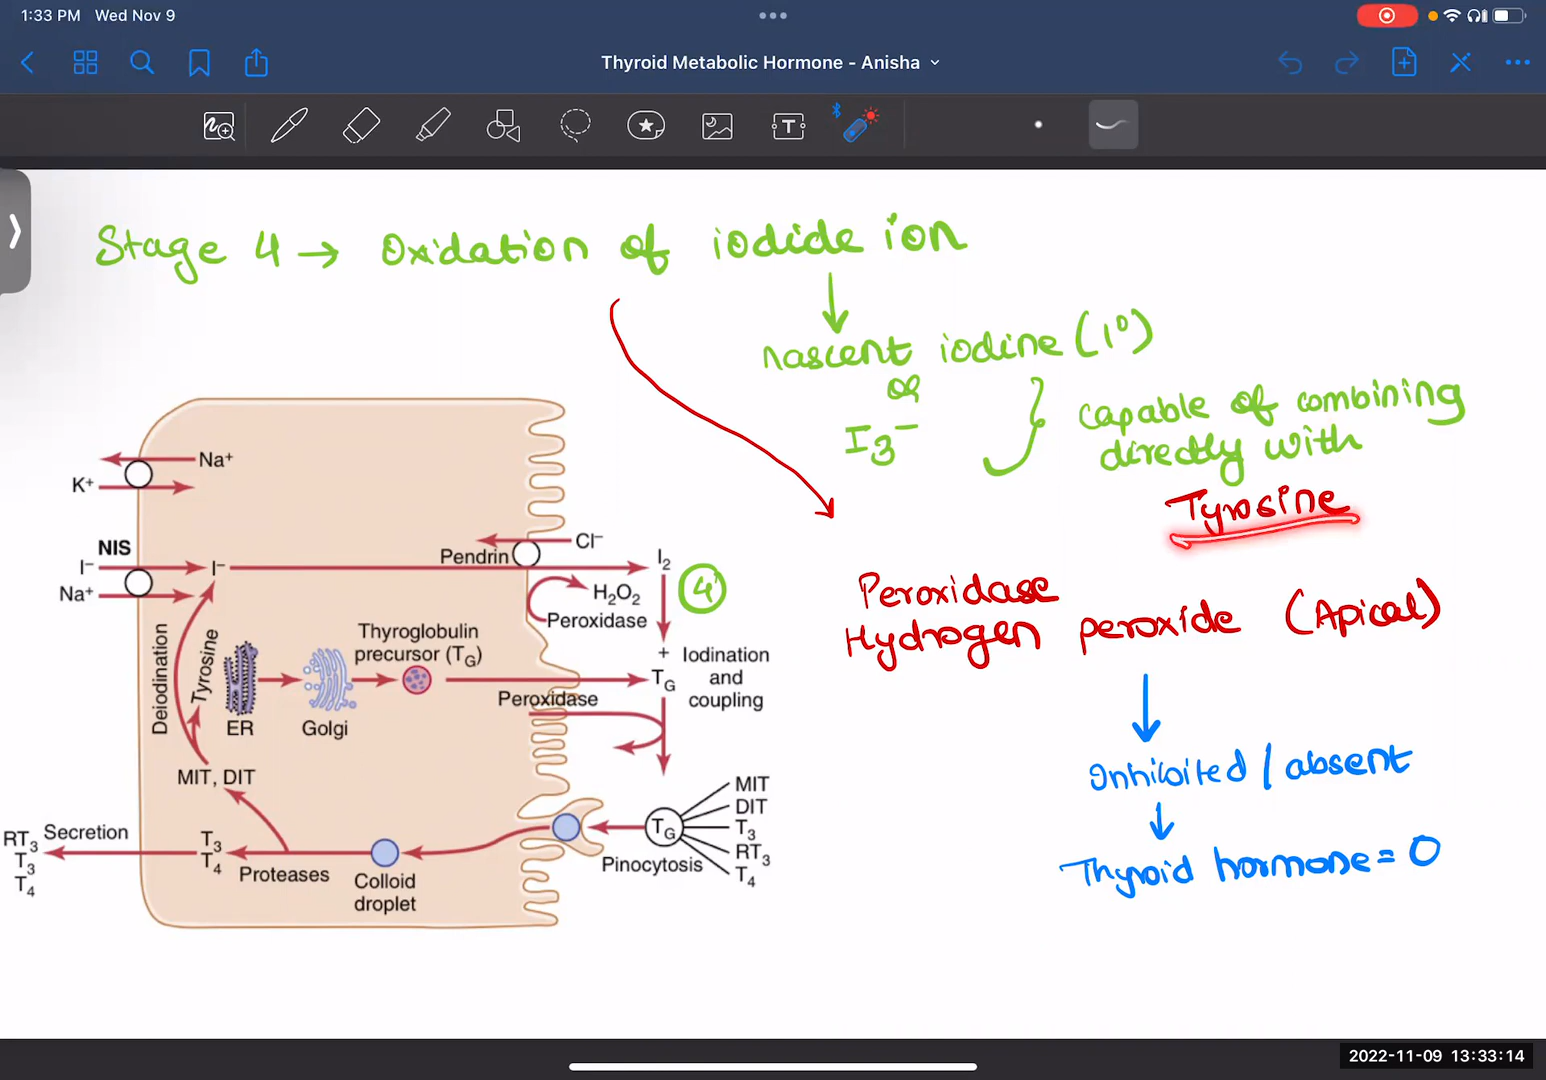 1:33 PM Wed Nov 9
Thyroid Metabolic Hormone - Anisha
Stage 4 → Oxidation of iodide ion
nascent iodine (I⁰)
or
I₃⁻
capable of combining
directly with
Tyrosine
Peroxidase
Hydrogen peroxide (Apical)
Inhibited / absent
Thyroid hormone = 0
Na⁺
K⁺
NIS
I⁻
I⁻
Na⁺
Pendrin
Cl⁻
I₂
4
H₂O₂
Peroxidase
Thyroglobulin
precursor (T_G)
+
T_G
Iodination
and
coupling
Peroxidase
Deiodination
Tyrosine
ER
Golgi
MIT, DIT
MIT
DIT
T₃
RT₃
T₄
T_G
Pinocytosis
RT₃
T₃
T₄
Secretion
T₃
T₄
Proteases
Colloid
droplet
2022-11-09 13:33:14